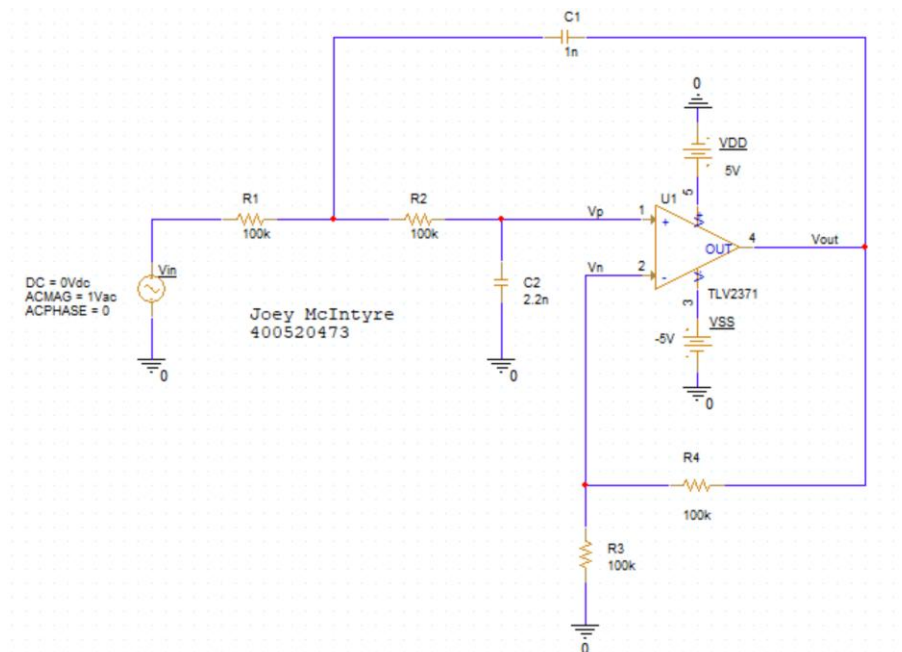 C1
1n
0
VDD
5V
R1
100k
R2
100k
Vp
1
U1
5
+
OUT
4
Vout
Vn
2
-
3
TLV2371
VSS
-5V
0
Vin
DC = 0Vdc
ACMAG = 1Vac
ACPHASE = 0
0
Joey McIntyre
400520473
C2
2.2n
0
R4
100k
R3
100k
0